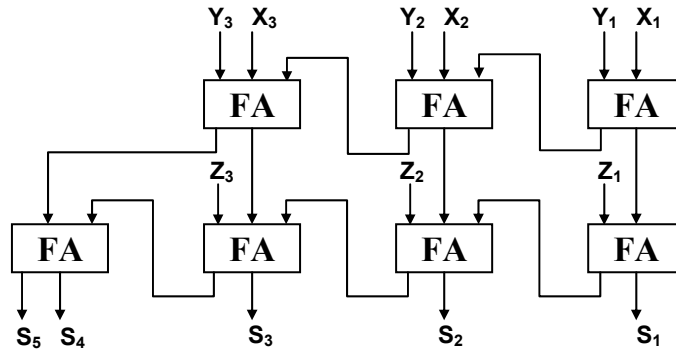 Y₃ X₃ Y₂ X₂ Y₁ X₁
FA FA FA
Z₃ Z₂ Z₁
FA FA FA FA
S₅ S₄ S₃ S₂ S₁